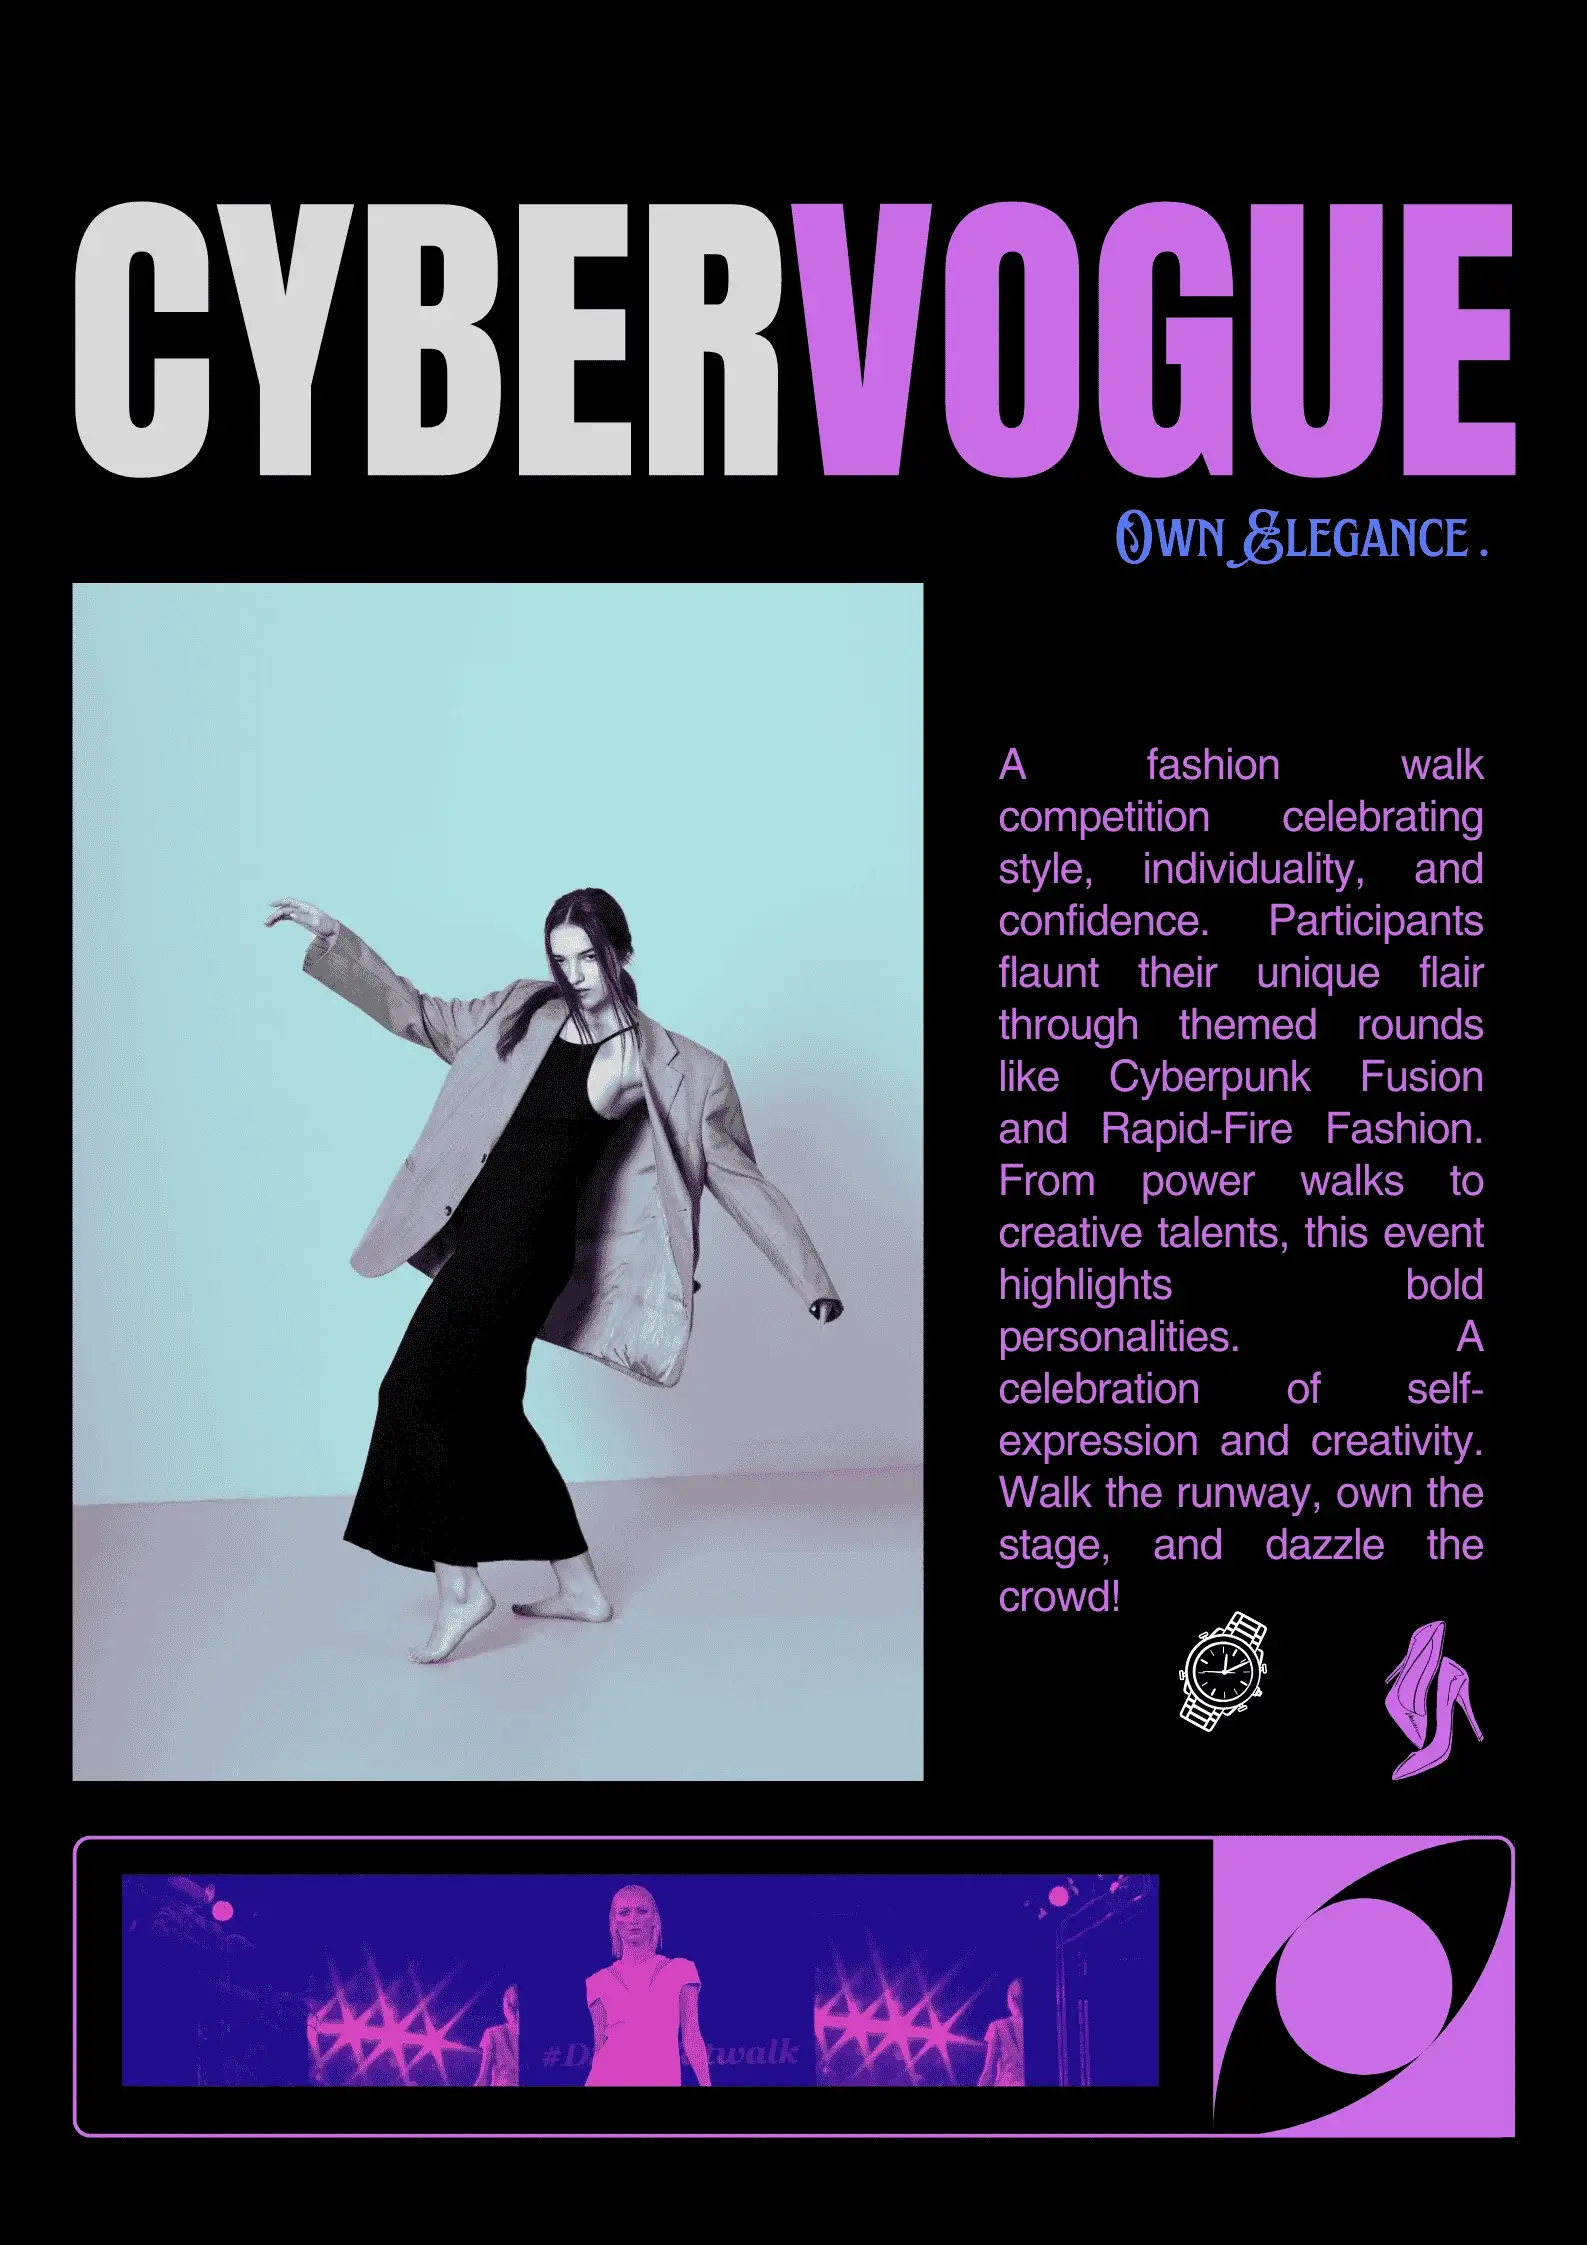 CYBERVOGUE
OWN ELEGANCE.
A fashion walk
competition celebrating
style, individuality, and
confidence. Participants
flaunt their unique flair
through themed rounds
like Cyberpunk Fusion
and Rapid-Fire Fashion.
From power walks to
creative talents, this event
highlights bold
personalities. A
celebration of self-
expression and creativity.
Walk the runway, own the
stage, and dazzle the
crowd!